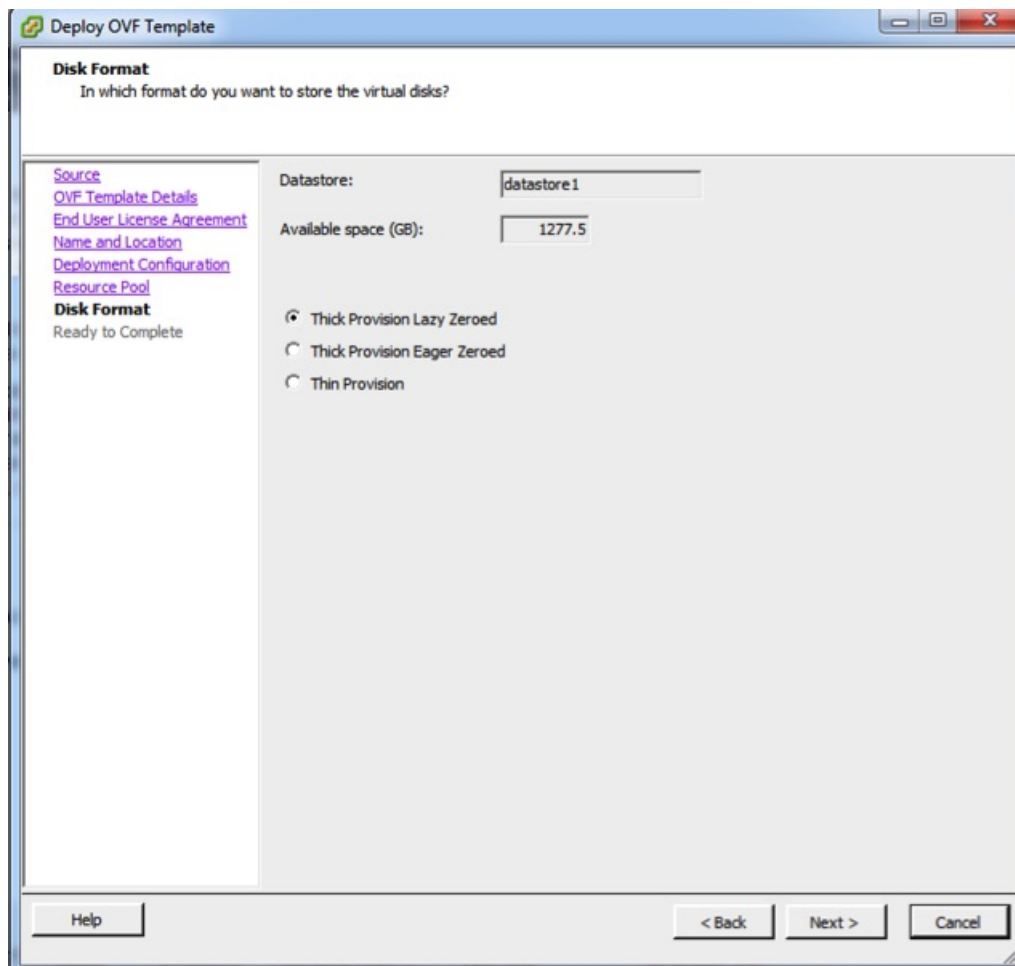 Deploy OVF Template
Disk Format
In which format do you want to store the virtual disks?
Source
OVF Template Details
End User License Agreement
Name and Location
Deployment Configuration
Resource Pool
Disk Format
Ready to Complete
Datastore: datastore1
Available space (GB): 1277.5
Thick Provision Lazy Zeroed
Thick Provision Eager Zeroed
Thin Provision
Help < Back Next > Cancel